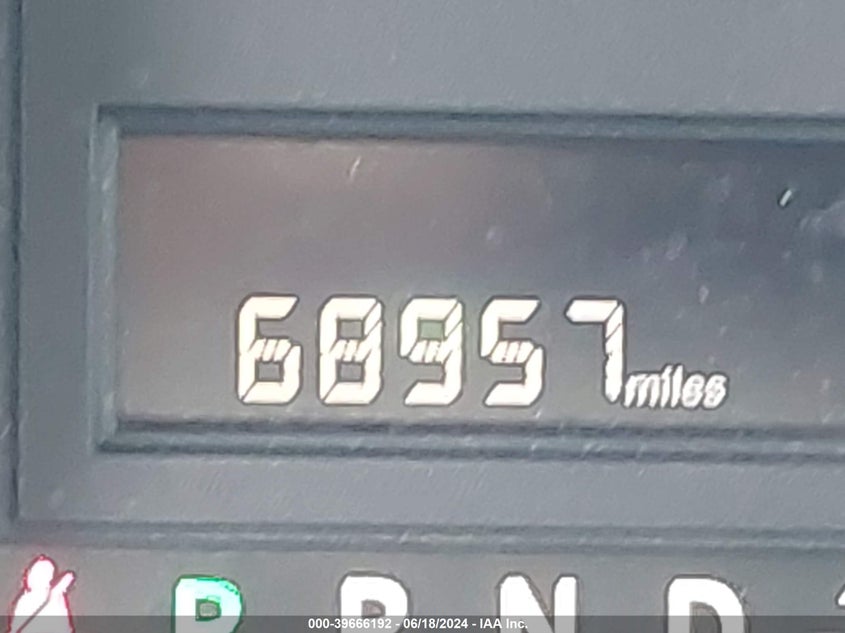 68957 miles
P R N D
000-39666192 - 06/18/2024 - IAA Inc.